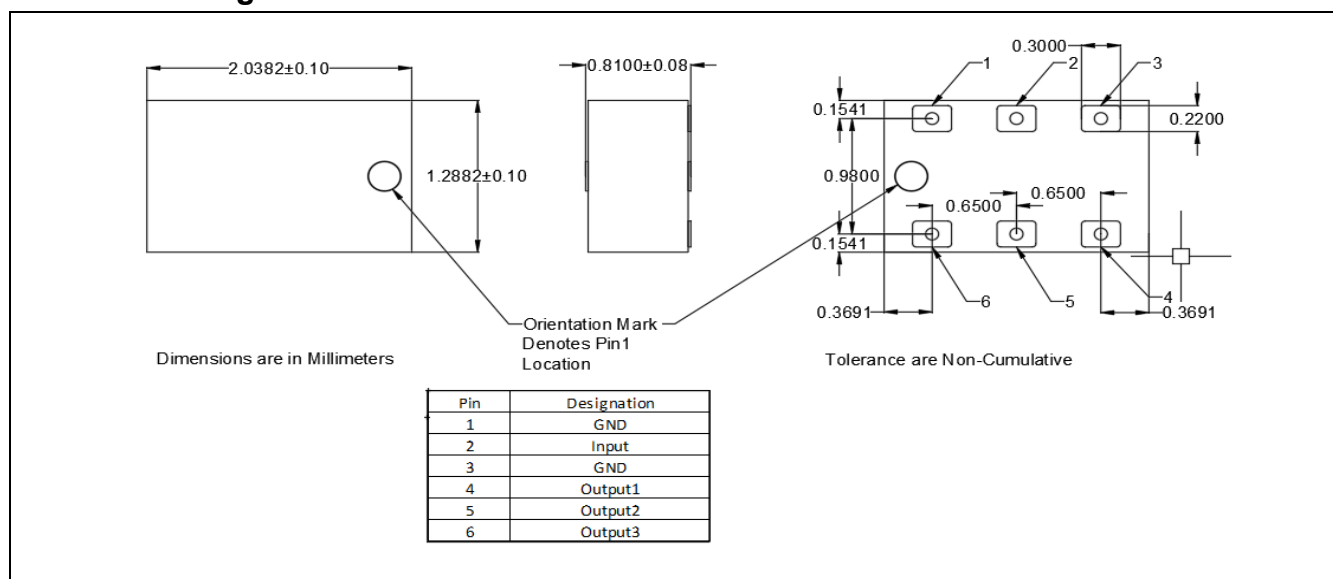 2.0382±0.10
0.8100±0.08
0.3000
1
2
3
0.1541
0.2200
1.2882±0.10
0.9800
0.6500
0.6500
0.1541
6
5
4
0.3691
0.3691
Orientation Mark
Denotes Pin1
Location
Dimensions are in Millimeters
Tolerance are Non-Cumulative
Pin Designation
1 GND
2 Input
3 GND
4 Output1
5 Output2
6 Output3